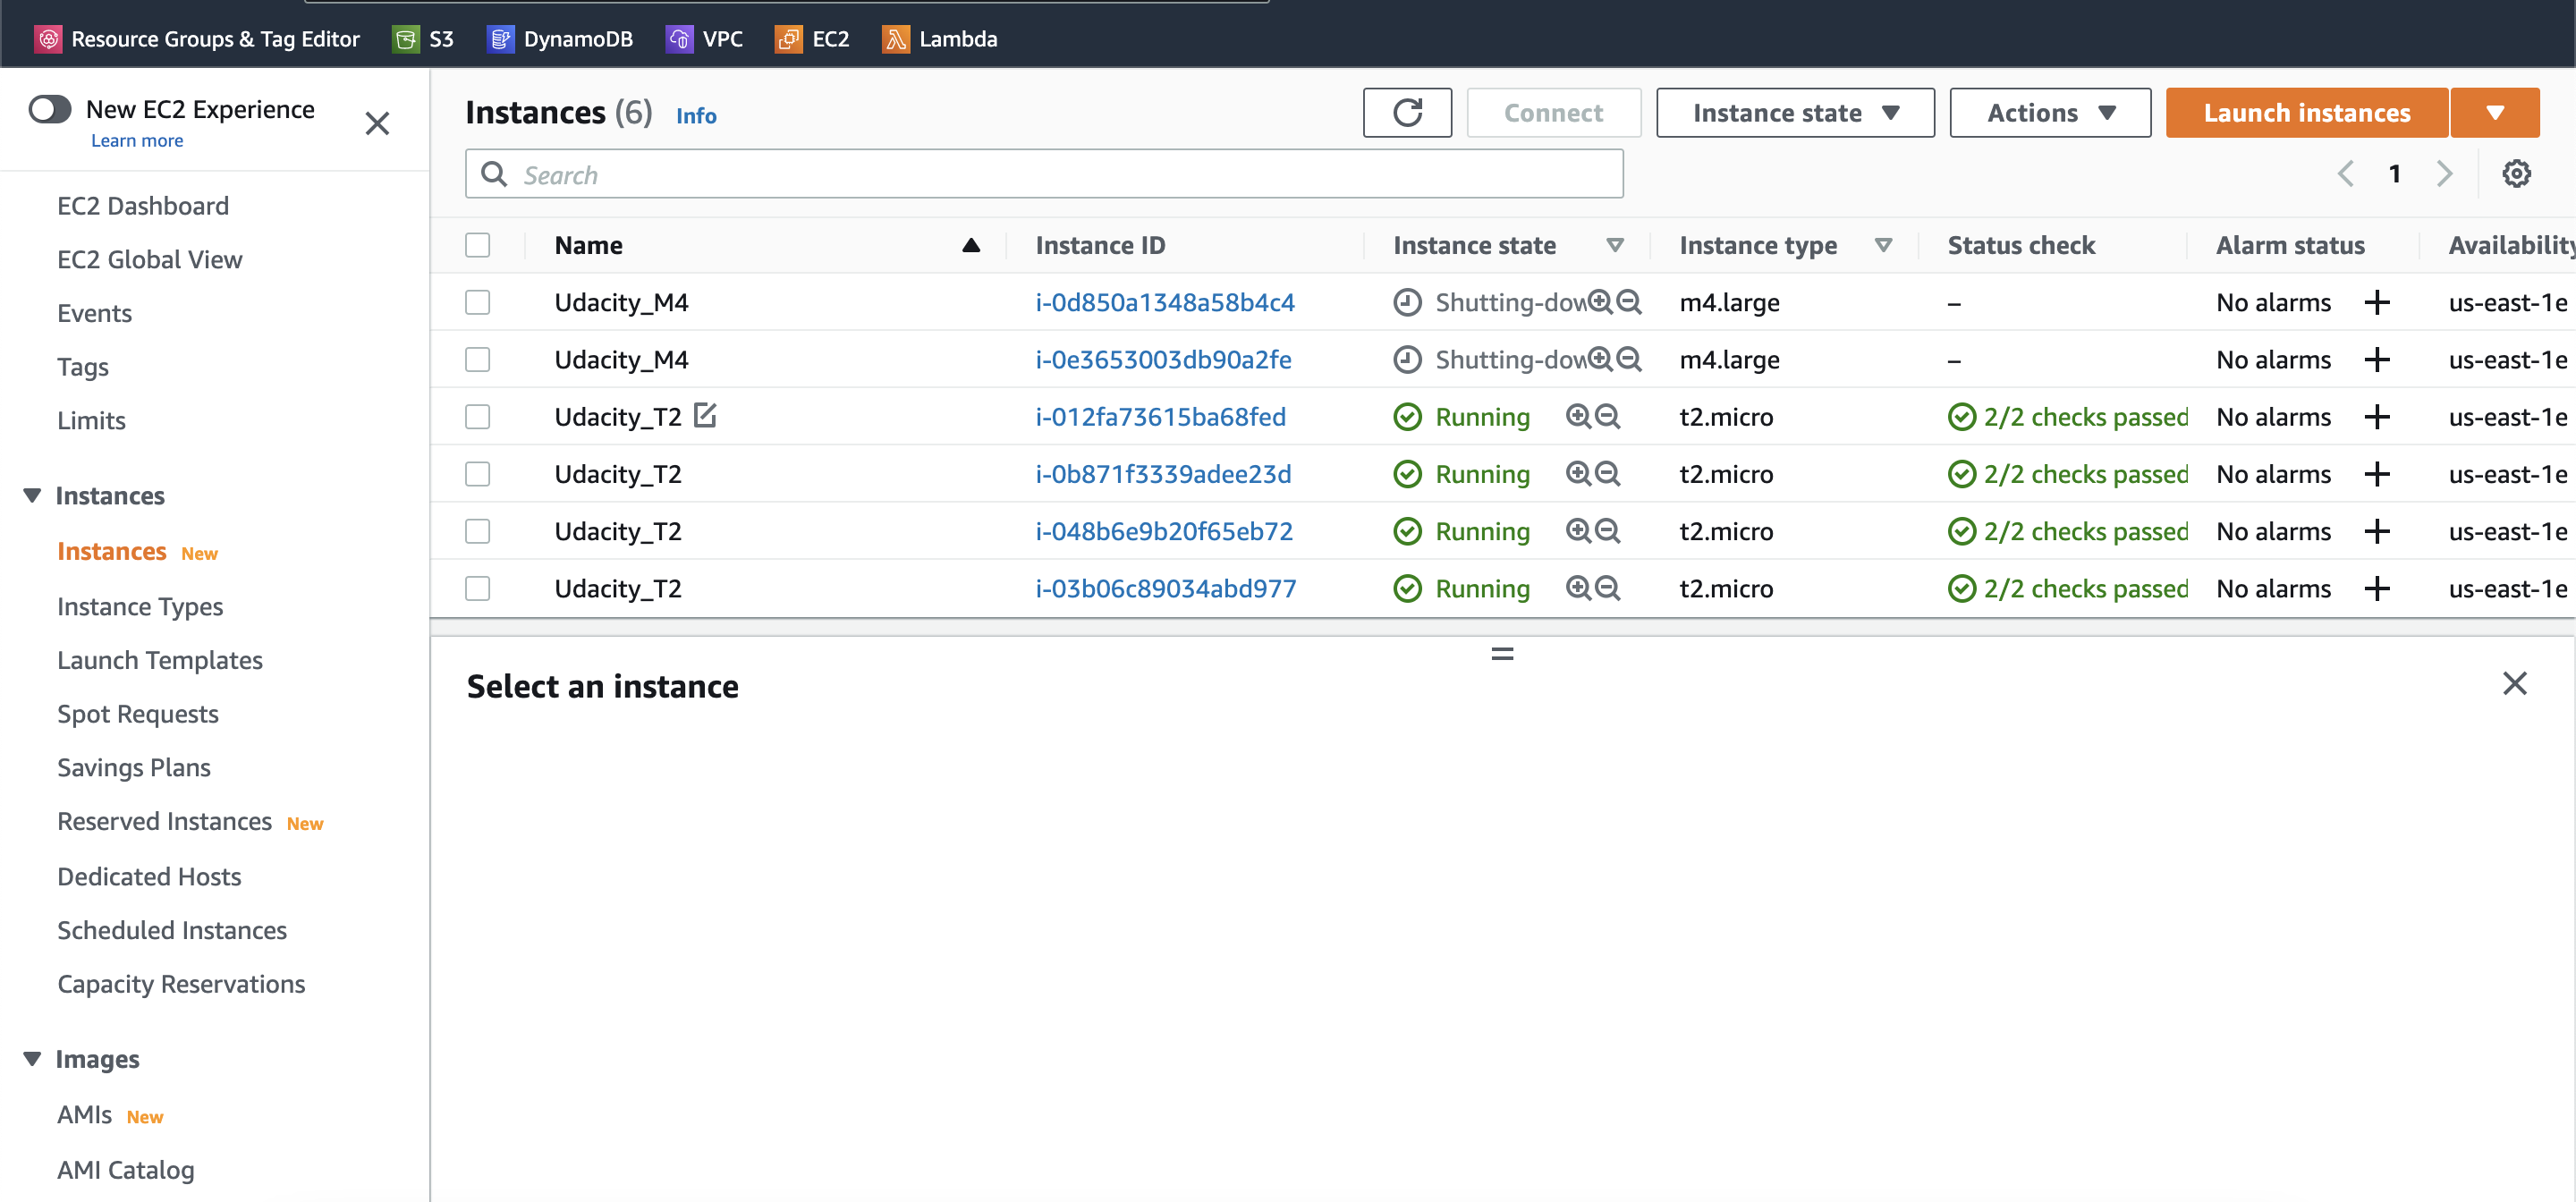 Resource Groups & Tag Editor S3 DynamoDB VPC EC2 Lambda
New EC2 Experience
Learn more
EC2 Dashboard
EC2 Global View
Events
Tags
Limits
Instances
Instances New
Instance Types
Launch Templates
Spot Requests
Savings Plans
Reserved Instances New
Dedicated Hosts
Scheduled Instances
Capacity Reservations
Images
AMIs New
AMI Catalog
Instances (6) Info
Connect Instance state Actions Launch instances
Search
1
Name Instance ID Instance state Instance type Status check Alarm status Availability
Udacity_M4 i-0d850a1348a58b4c4 Shutting-dow m4.large – No alarms + us-east-1e
Udacity_M4 i-0e3653003db90a2fe Shutting-dow m4.large – No alarms + us-east-1e
Udacity_T2 i-012fa73615ba68fed Running t2.micro 2/2 checks passed No alarms + us-east-1e
Udacity_T2 i-0b871f3339adee23d Running t2.micro 2/2 checks passed No alarms + us-east-1e
Udacity_T2 i-048b6e9b20f65eb72 Running t2.micro 2/2 checks passed No alarms + us-east-1e
Udacity_T2 i-03b06c89034abd977 Running t2.micro 2/2 checks passed No alarms + us-east-1e
Select an instance